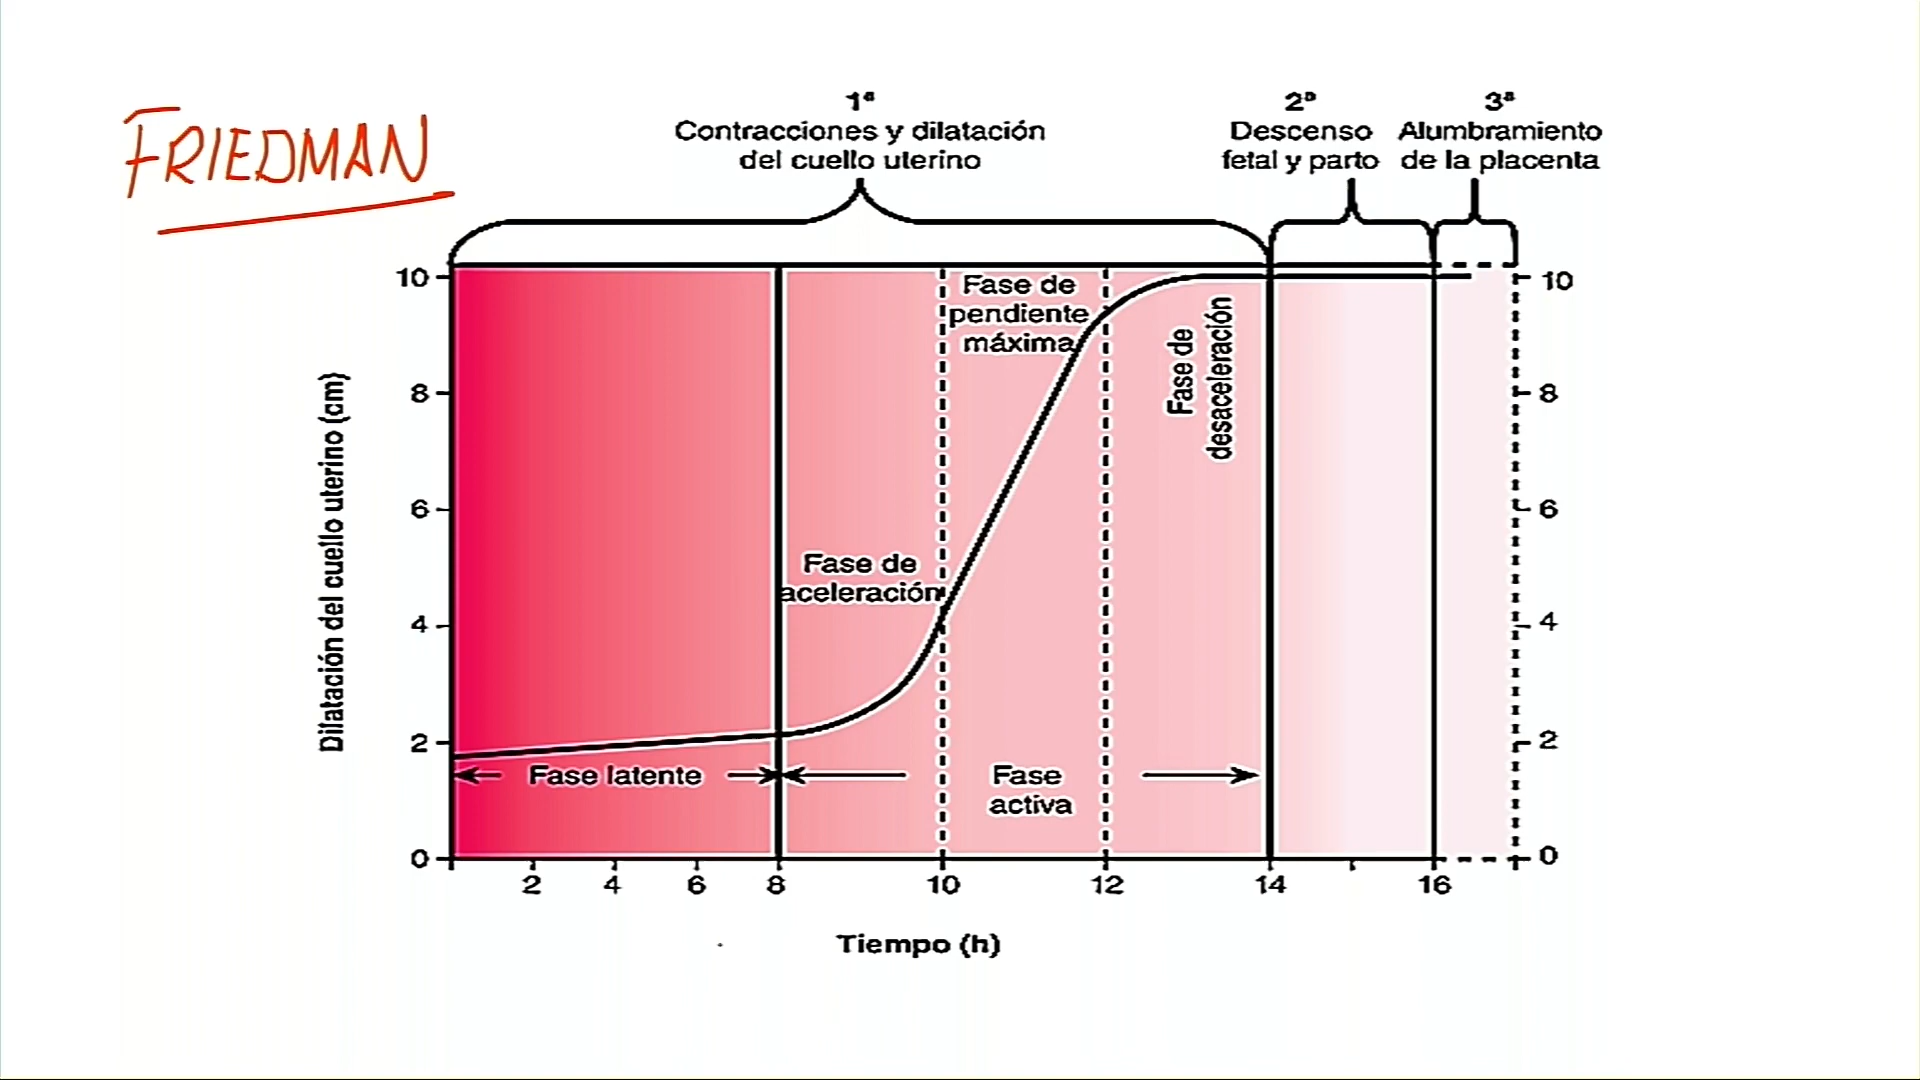 FRIEDMAN
1ª
Contracciones y dilatación
del cuello uterino
2ª
Descenso
fetal y parto
3ª
Alumbramiento
de la placenta
Dilatación del cuello uterino (cm)
10
8
6
4
2
0
Fase latente
Fase de
aceleración
Fase de
pendiente
máxima
Fase de
desaceleración
Fase
activa
10
8
6
4
2
0
2 4 6 8 10 12 14 16
Tiempo (h)